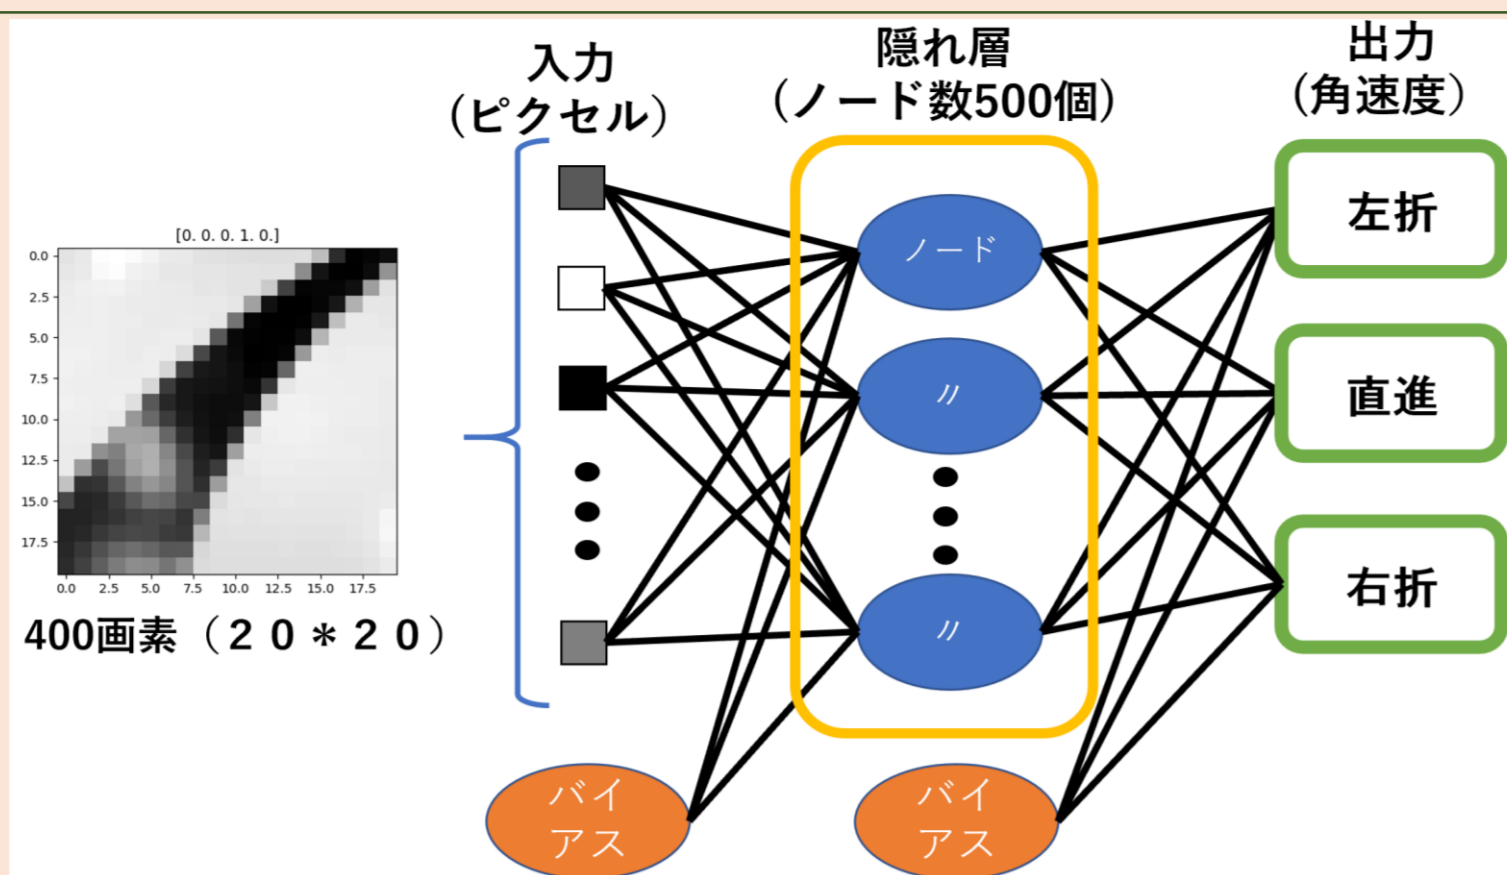 入力
（ピクセル）
隠れ層
（ノード数500個）
出力
（角速度）
[0. 0. 0. 1. 0.]
0.0
2.5
5.0
7.5
10.0
12.5
15.0
17.5
0.0 2.5 5.0 7.5 10.0 12.5 15.0 17.5
400画素（２０＊２０）
ノード
〃
〃
左折
直進
右折
バイ
アス
バイ
アス